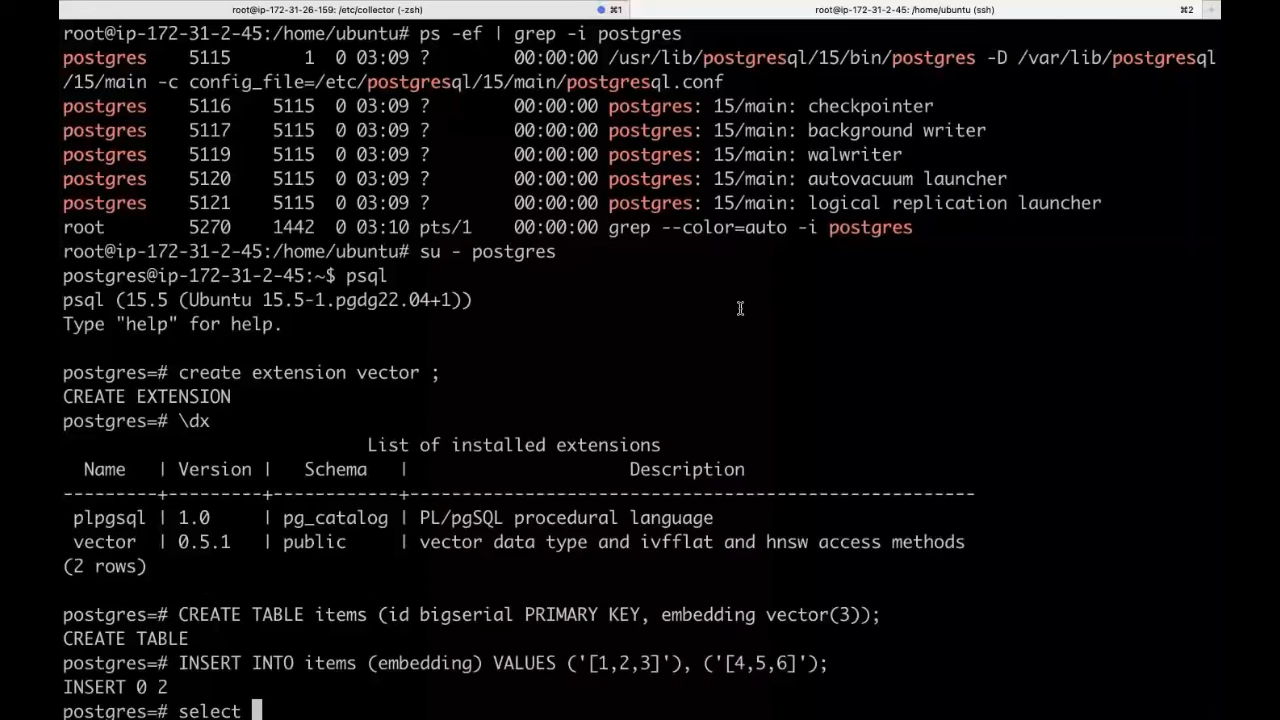 root@ip-172-31-26-159: /etc/collector (-zsh) ⌘1 root@ip-172-31-2-45: /home/ubuntu (ssh) ⌘2
root@ip-172-31-2-45:/home/ubuntu# ps -ef | grep -i postgres
postgres    5115       1  0 03:09 ?        00:00:00 /usr/lib/postgresql/15/bin/postgres -D /var/lib/postgresql
/15/main -c config_file=/etc/postgresql/15/main/postgresql.conf
postgres    5116    5115  0 03:09 ?        00:00:00 postgres: 15/main: checkpointer
postgres    5117    5115  0 03:09 ?        00:00:00 postgres: 15/main: background writer
postgres    5119    5115  0 03:09 ?        00:00:00 postgres: 15/main: walwriter
postgres    5120    5115  0 03:09 ?        00:00:00 postgres: 15/main: autovacuum launcher
postgres    5121    5115  0 03:09 ?        00:00:00 postgres: 15/main: logical replication launcher
root        5270    1442  0 03:10 pts/1    00:00:00 grep --color=auto -i postgres
root@ip-172-31-2-45:/home/ubuntu# su - postgres
postgres@ip-172-31-2-45:~$ psql
psql (15.5 (Ubuntu 15.5-1.pgdg22.04+1))
Type "help" for help.
postgres=# create extension vector ;
CREATE EXTENSION
postgres=# \dx
                             List of installed extensions
  Name   | Version |   Schema   |                     Description
---------+---------+------------+------------------------------------------------------
 plpgsql | 1.0     | pg_catalog | PL/pgSQL procedural language
 vector  | 0.5.1   | public     | vector data type and ivfflat and hnsw access methods
(2 rows)
postgres=# CREATE TABLE items (id bigserial PRIMARY KEY, embedding vector(3));
CREATE TABLE
postgres=# INSERT INTO items (embedding) VALUES ('[1,2,3]'), ('[4,5,6]');
INSERT 0 2
postgres=# select